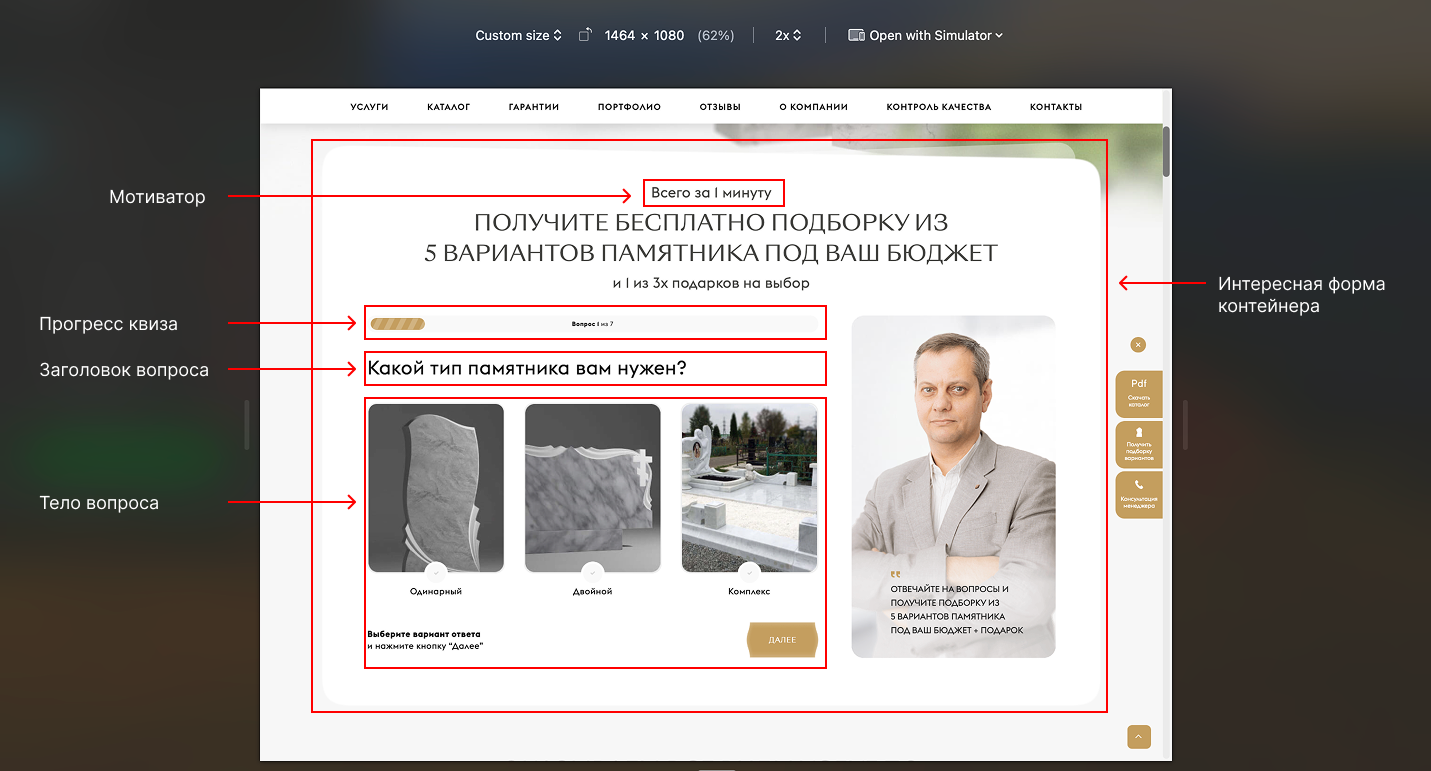 Custom size 1464 × 1080 (62%) 2x Open with Simulator
УСЛУГИ КАТАЛОГ ГАРАНТИИ ПОРТФОЛИО ОТЗЫВЫ О КОМПАНИИ КОНТРОЛЬ КАЧЕСТВА КОНТАКТЫ
Мотиватор
Всего за 1 минуту
ПОЛУЧИТЕ БЕСПЛАТНО ПОДБОРКУ ИЗ
5 ВАРИАНТОВ ПАМЯТНИКА ПОД ВАШ БЮДЖЕТ
и 1 из 3х подарков на выбор
Интересная форма
контейнера
Прогресс квиза
Вопрос 1 из 7
Заголовок вопроса
Какой тип памятника вам нужен?
Тело вопроса
Одинарный
Двойной
Комплекс
Выберите вариант ответа
и нажмите кнопку “Далее”
ДАЛЕЕ
ОТВЕЧАЙТЕ НА ВОПРОСЫ И
ПОЛУЧИТЕ ПОДБОРКУ ИЗ
5 ВАРИАНТОВ ПАМЯТНИКА
ПОД ВАШ БЮДЖЕТ + ПОДАРОК
Pdf
Скачать
каталог
Получить
подборку
вариантов
Консультация
менеджера